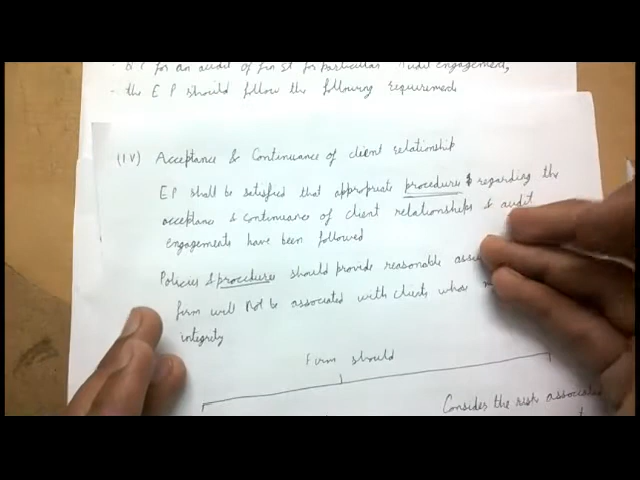 Q P for an audit of fin st for particular Audit engagement,
- the E P should follow the following requirements
(IV) Acceptance & Continuance of client relationship
EP shall be satisfied that appropriate procedures regarding the
acceptance & continuance of client relationships & audit
engagements have been followed
Policies & procedures should provide reasonable
firm will not be associated with clients whose
integrity
Firm should
Consider the risk associated